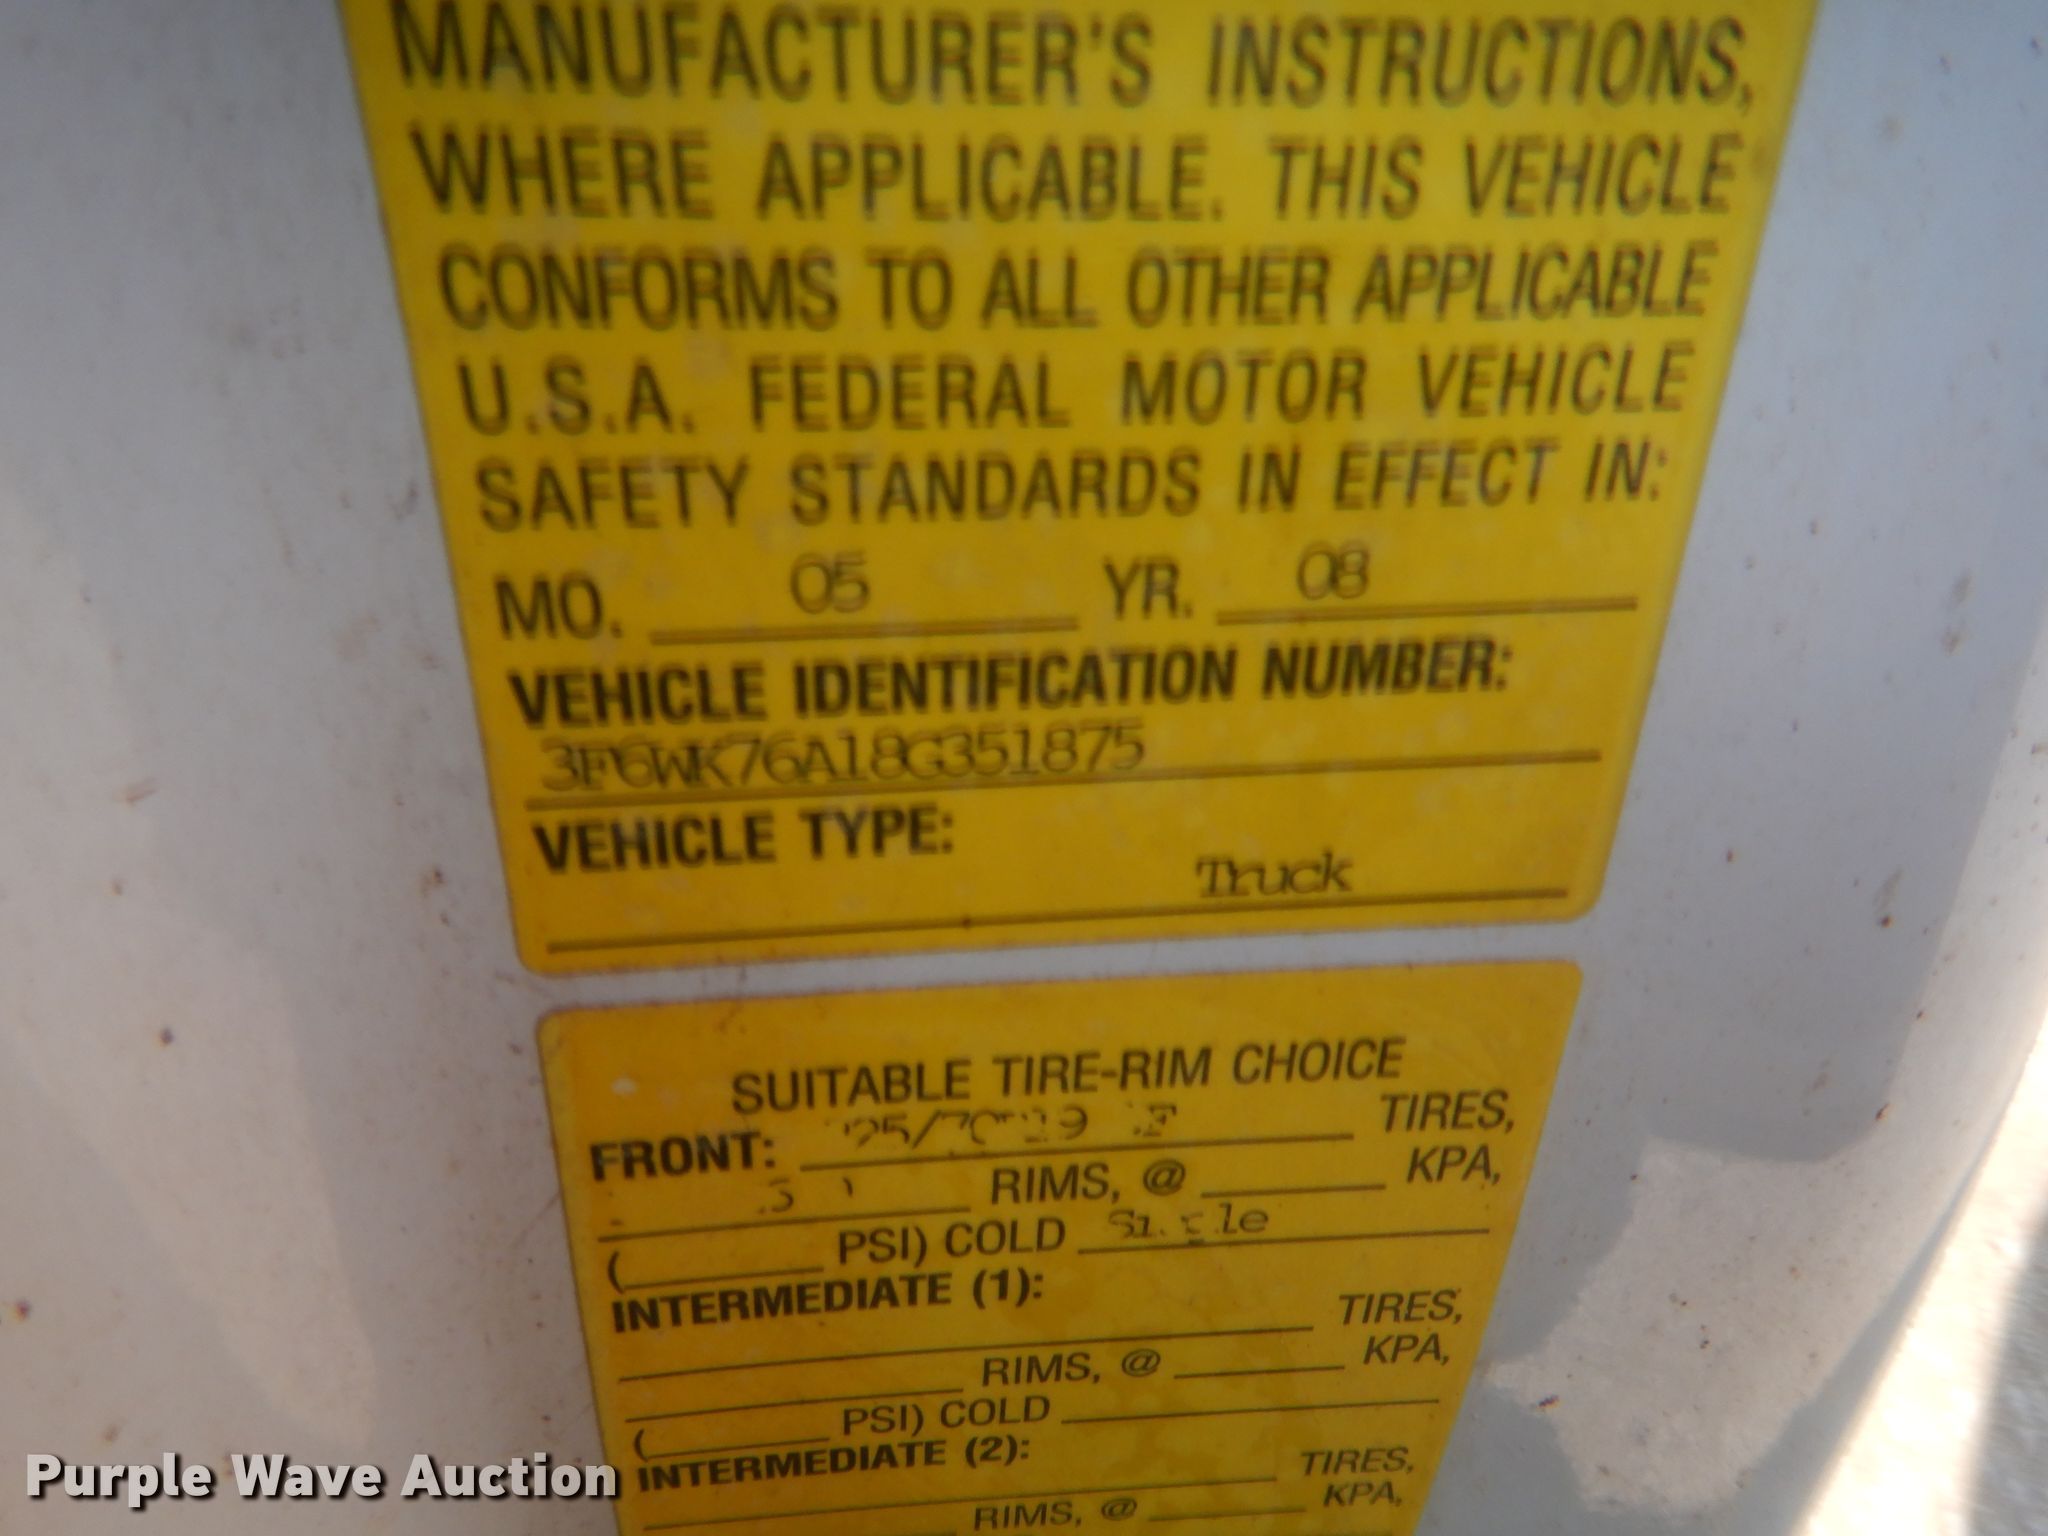 MANUFACTURER'S INSTRUCTIONS,
WHERE APPLICABLE. THIS VEHICLE
CONFORMS TO ALL OTHER APPLICABLE
U.S.A. FEDERAL MOTOR VEHICLE
SAFETY STANDARDS IN EFFECT IN:
MO. 05 YR. 08
VEHICLE IDENTIFICATION NUMBER:
3F6WK76A18G351875
VEHICLE TYPE:
Truck
SUITABLE TIRE-RIM CHOICE
FRONT: TIRES,
RIMS, @ KPA,
( PSI) COLD Single
INTERMEDIATE (1):
TIRES,
RIMS, @ KPA,
( PSI) COLD
INTERMEDIATE (2):
TIRES,
RIMS, @ KPA,
Purple Wave Auction